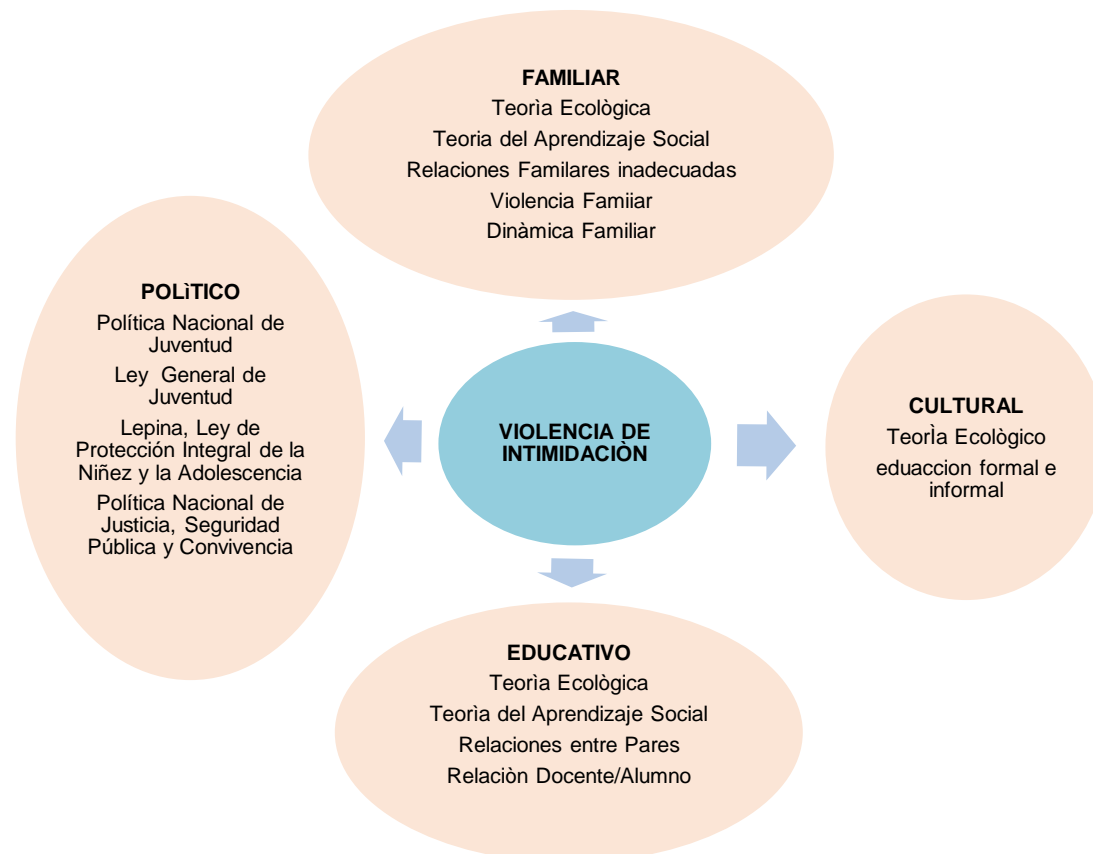 FAMILIAR
Teorìa Ecològica
Teoria del Aprendizaje Social
Relaciones Familares inadecuadas
Violencia Famiiar
Dinàmica Familiar
POLìTICO
Política Nacional de
Juventud
Ley General de
Juventud
Lepina, Ley de
Protección Integral de la
Niñez y la Adolescencia
Política Nacional de
Justicia, Seguridad
Pública y Convivencia
VIOLENCIA DE
INTIMIDACIÒN
CULTURAL
TeorÌa Ecològico
eduaccion formal e
informal
EDUCATIVO
Teorìa Ecològica
Teorìa del Aprendizaje Social
Relaciones entre Pares
Relaciòn Docente/Alumno